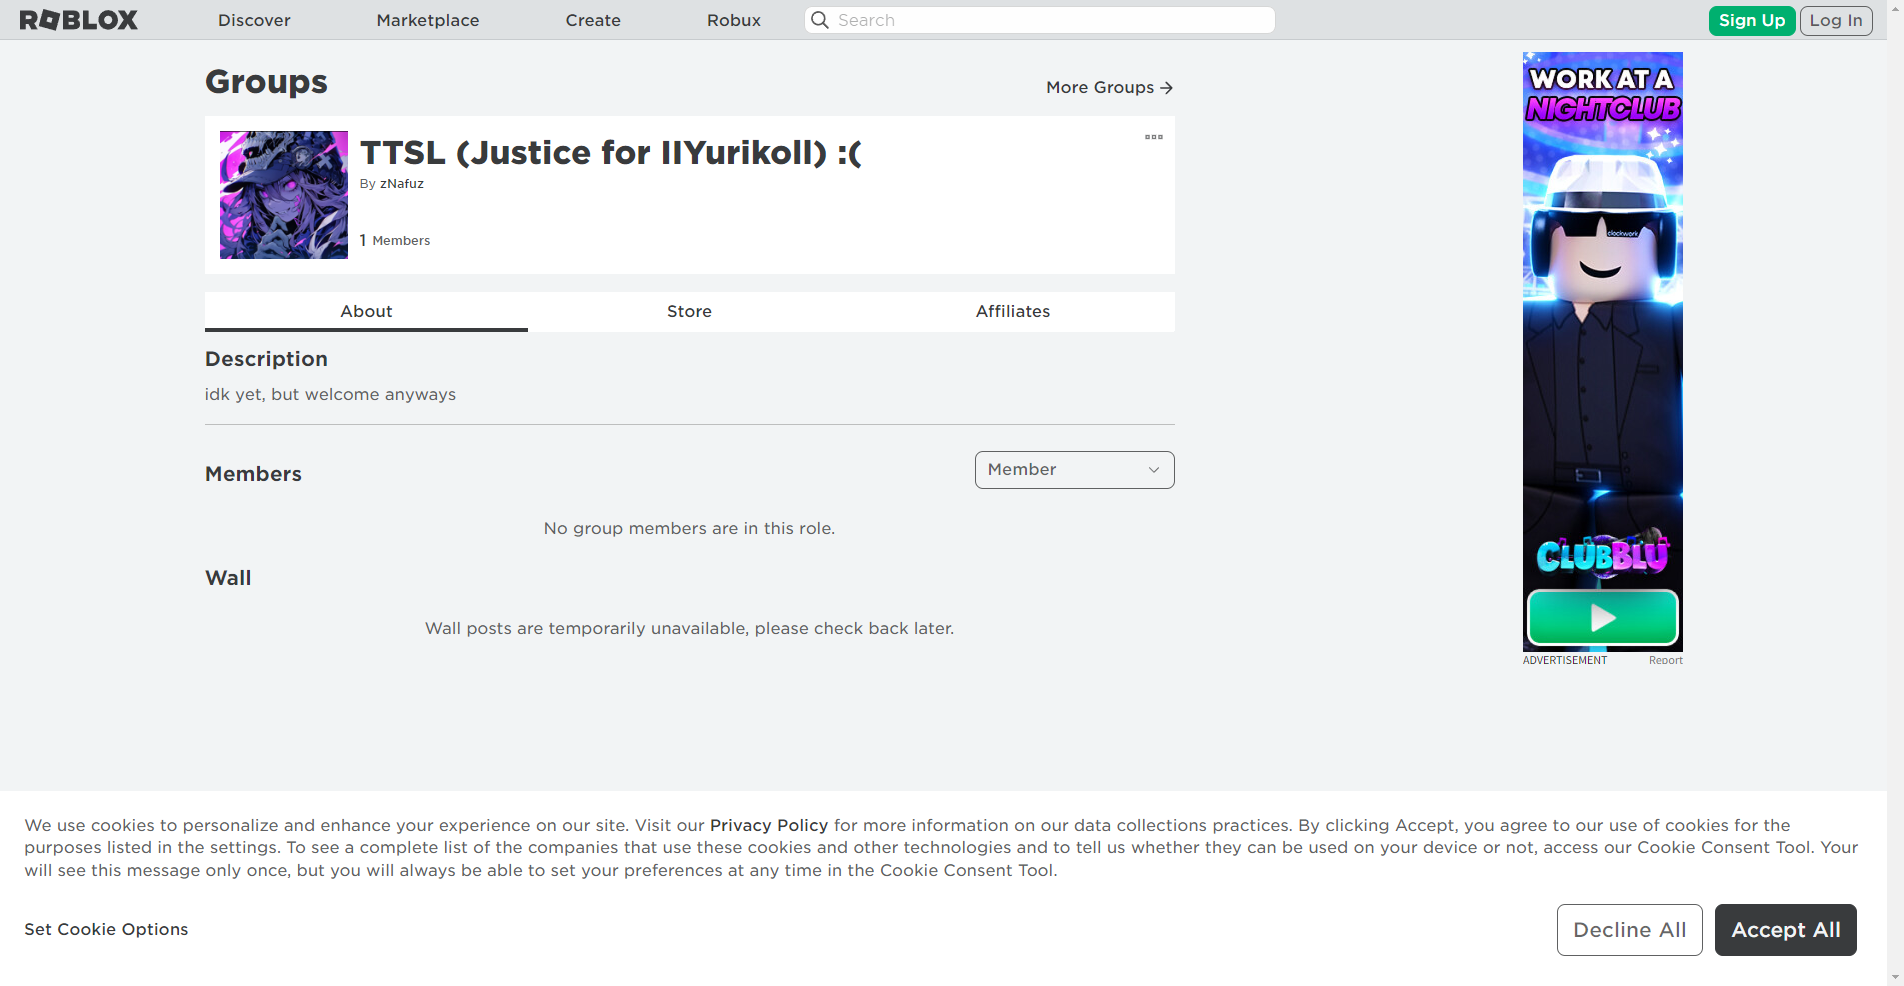 ROBLOX
Discover
Marketplace
Create
Robux
Search
Sign Up
Log In
Groups
More Groups
TTSL (Justice for IIYurikoll) :(
By zNafuz
1 Members
About
Store
Affiliates
Description
idk yet, but welcome anyways
Members
Member
No group members are in this role.
Wall
Wall posts are temporarily unavailable, please check back later.
WORK AT A
NIGHTCLUB
clockwork
CLUBBLU
ADVERTISEMENT
Report
We use cookies to personalize and enhance your experience on our site. Visit our Privacy Policy for more information on our data collections practices. By clicking Accept, you agree to our use of cookies for the
purposes listed in the settings. To see a complete list of the companies that use these cookies and other technologies and to tell us whether they can be used on your device or not, access our Cookie Consent Tool. Your
will see this message only once, but you will always be able to set your preferences at any time in the Cookie Consent Tool.
Set Cookie Options
Decline All
Accept All